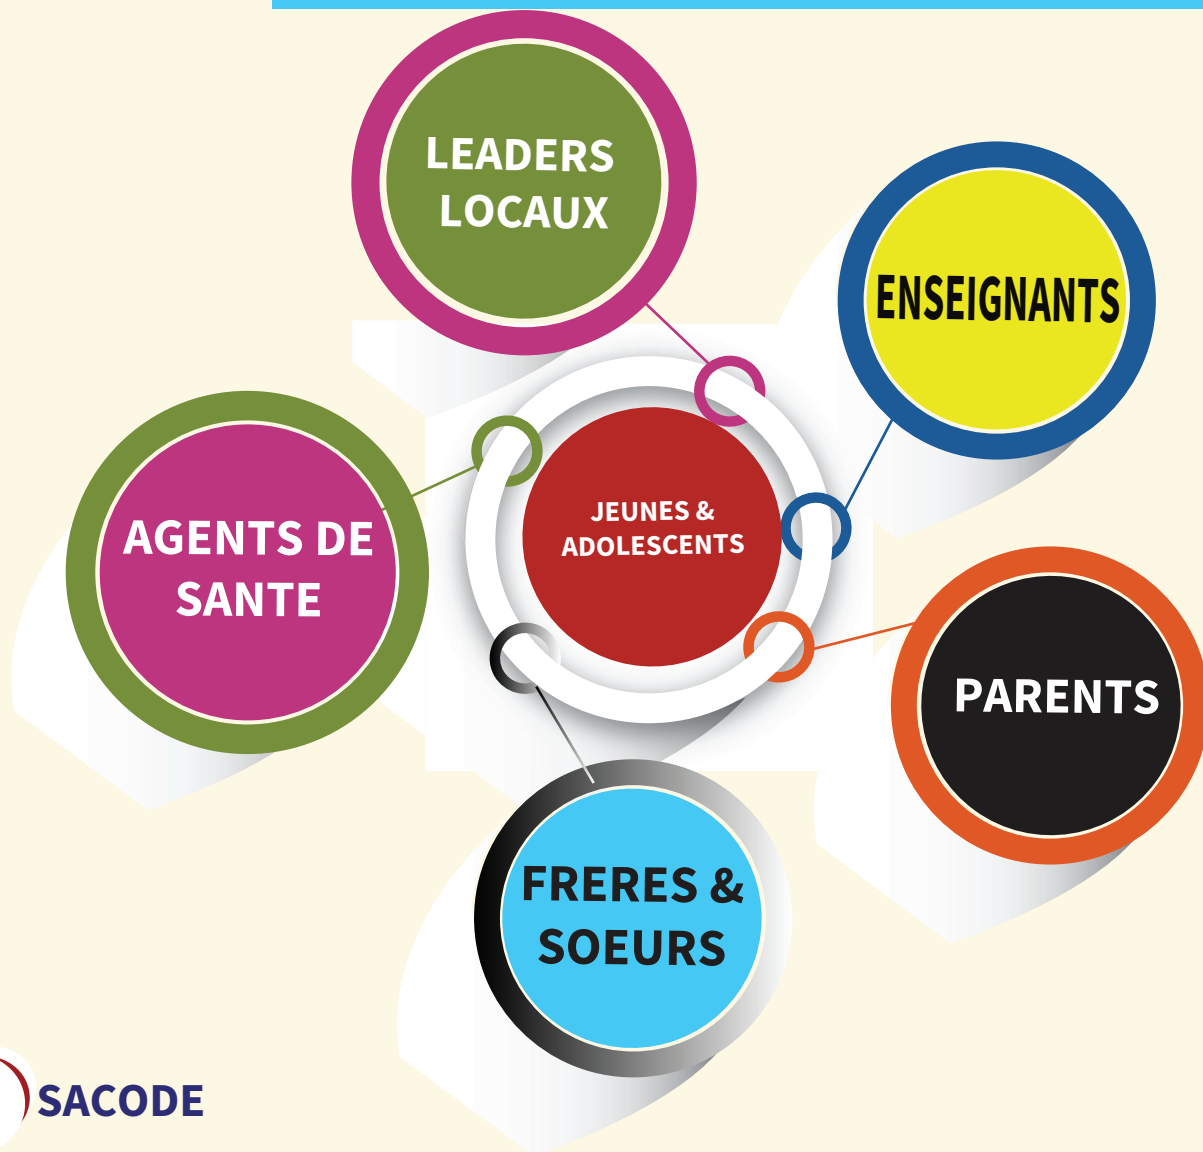 LEADERS
LOCAUX
ENSEIGNANTS
JEUNES &
ADOLESCENTS
AGENTS DE
SANTE
PARENTS
FRERES &
SOEURS
SACODE